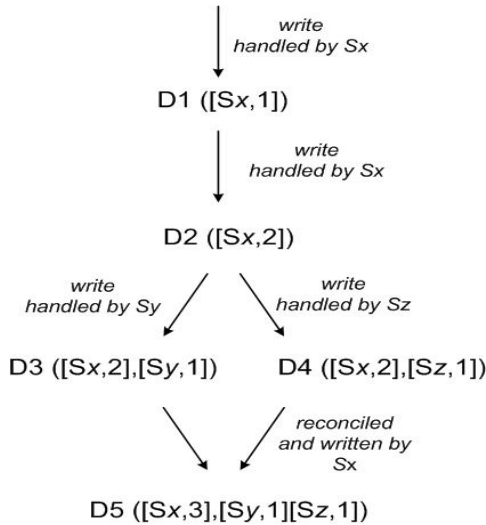 write
handled by Sx
D1 ([Sx,1])
write
handled by Sx
D2 ([Sx,2])
write
handled by Sy
write
handled by Sz
D3 ([Sx,2],[Sy,1])
D4 ([Sx,2],[Sz,1])
reconciled
and written by
Sx
D5 ([Sx,3],[Sy,1][Sz,1])